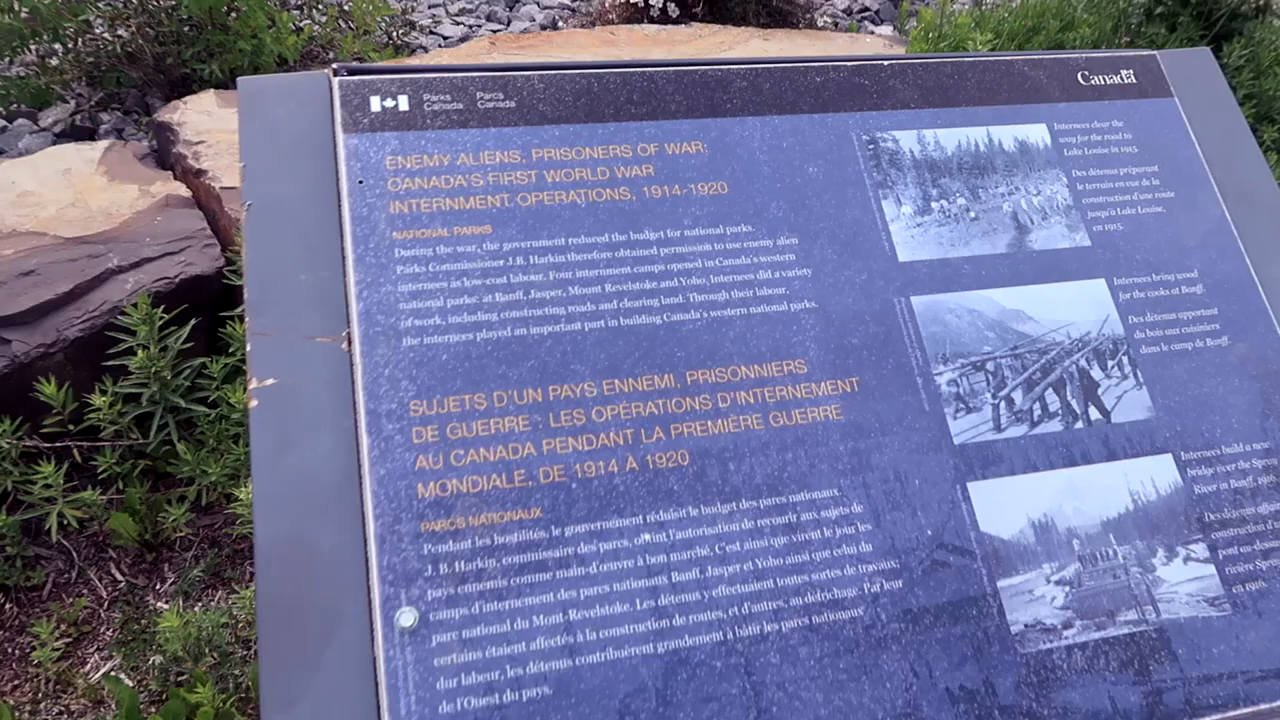 Parks Canada
Parcs Canada
Canada
ENEMY ALIENS, PRISONERS OF WAR:
CANADA'S FIRST WORLD WAR
INTERNMENT OPERATIONS, 1914-1920
NATIONAL PARKS
During the war, the government reduced the budget for national parks.
Parks Commissioner J.B. Harkin therefore obtained permission to use enemy alien
internees as low-cost labour. Four internment camps opened in Canada's western
national parks: at Banff, Jasper, Mount Revelstoke and Yoho. Internees did a variety
of work, including constructing roads and clearing land. Through their labour,
the internees played an important part in building Canada's western national parks.
SUJETS D'UN PAYS ENNEMI, PRISONNIERS
DE GUERRE : LES OPÉRATIONS D'INTERNEMENT
AU CANADA PENDANT LA PREMIÈRE GUERRE
MONDIALE, DE 1914 À 1920
PARCS NATIONAUX
Pendant les hostilités, le gouvernement réduisit le budget des parcs nationaux.
J. B. Harkin, commissaire des parcs, obtint l'autorisation de recourir aux sujets de
pays ennemis comme main-d'œuvre à bon marché. C'est ainsi que virent le jour les
camps d'internement des parcs nationaux Banff, Jasper et Yoho ainsi que celui du
parc national du Mont-Revelstoke. Les détenus y effectuaient toutes sortes de travaux:
certains étaient affectés à la construction de routes, et d'autres, au défrichage. Par leur
dur labeur, les détenus contribuèrent grandement à bâtir les parcs nationaux
de l'Ouest du pays.
Internees clear the
way for the road to
Lake Louise in 1915.
Des détenus préparant
le terrain en vue de la
construction d'une route
jusqu'à Lake Louise,
en 1915.
Internees bring wood
for the cooks at Banff.
Des détenus apportant
du bois aux cuisiniers
dans le camp de Banff.
Internees build a new
bridge over the Spray
River in Banff, 1916.
Des détenus
construction
pont au-dessus
rivière Spray
en 1916.